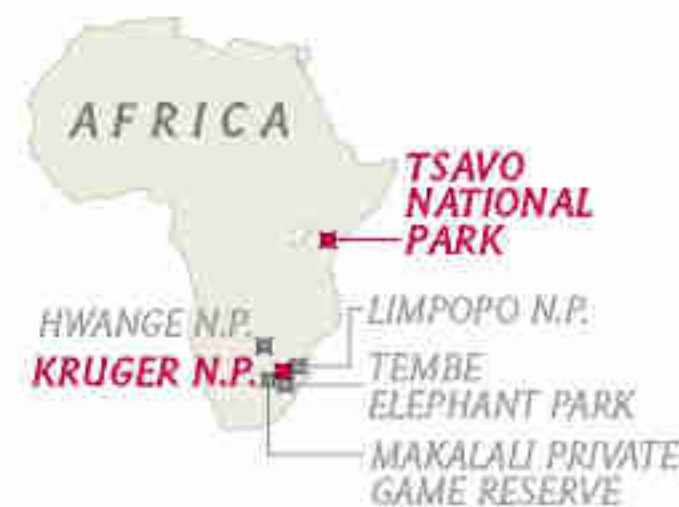 AFRICA
TSAVO
NATIONAL
PARK
HWANGE N.P.
LIMPOPO N.P.
KRUGER N.P.
TEMBE
ELEPHANT PARK
MAKALALI PRIVATE
GAME RESERVE